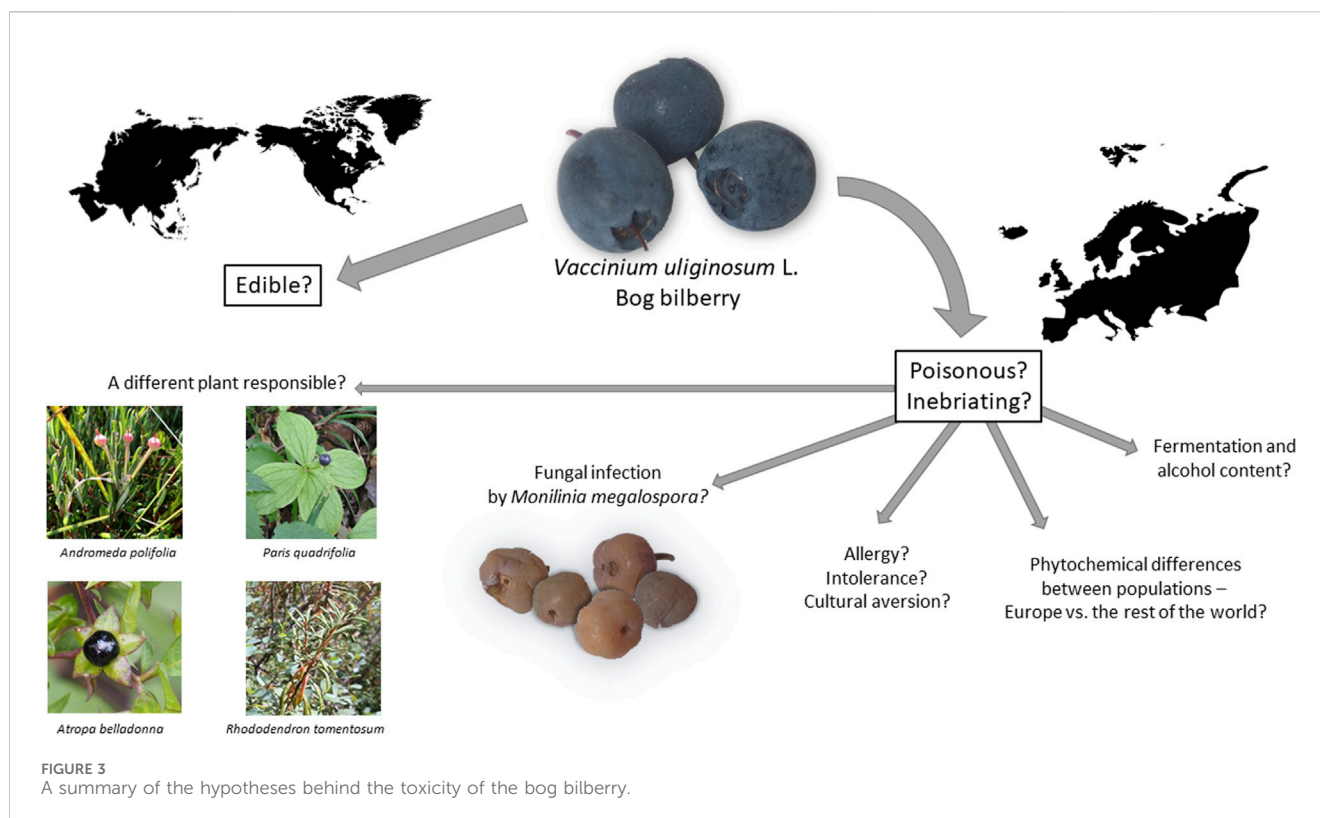 Vaccinium uliginosum L.
Bog bilberry
Edible?
Poisonous?
Inebriating?
A different plant responsible?
Andromeda polifolia
Paris quadrifolia
Atropa belladonna
Rhododendron tomentosum
Fungal infection
by Monilinia megalospora?
Allergy?
Intolerance?
Cultural aversion?
Phytochemical differences
between populations –
Europe vs. the rest of the world?
Fermentation and
alcohol content?
FIGURE 3
A summary of the hypotheses behind the toxicity of the bog bilberry.